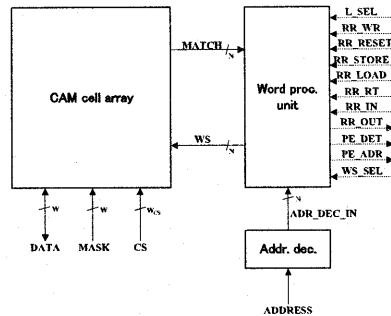 L_SEL
RR_WR
RR_RESET
RR_STORE
RR_LOAD
RR_RT
RR_IN
RR_OUT
PE_DET
PE_ADR
WS_SEL
MATCH
N
CAM cell array
Word proc.
unit
WS
N
W
W
WCS
DATA
MASK
CS
N
ADR_DEC_IN
Addr. dec.
ADDRESS